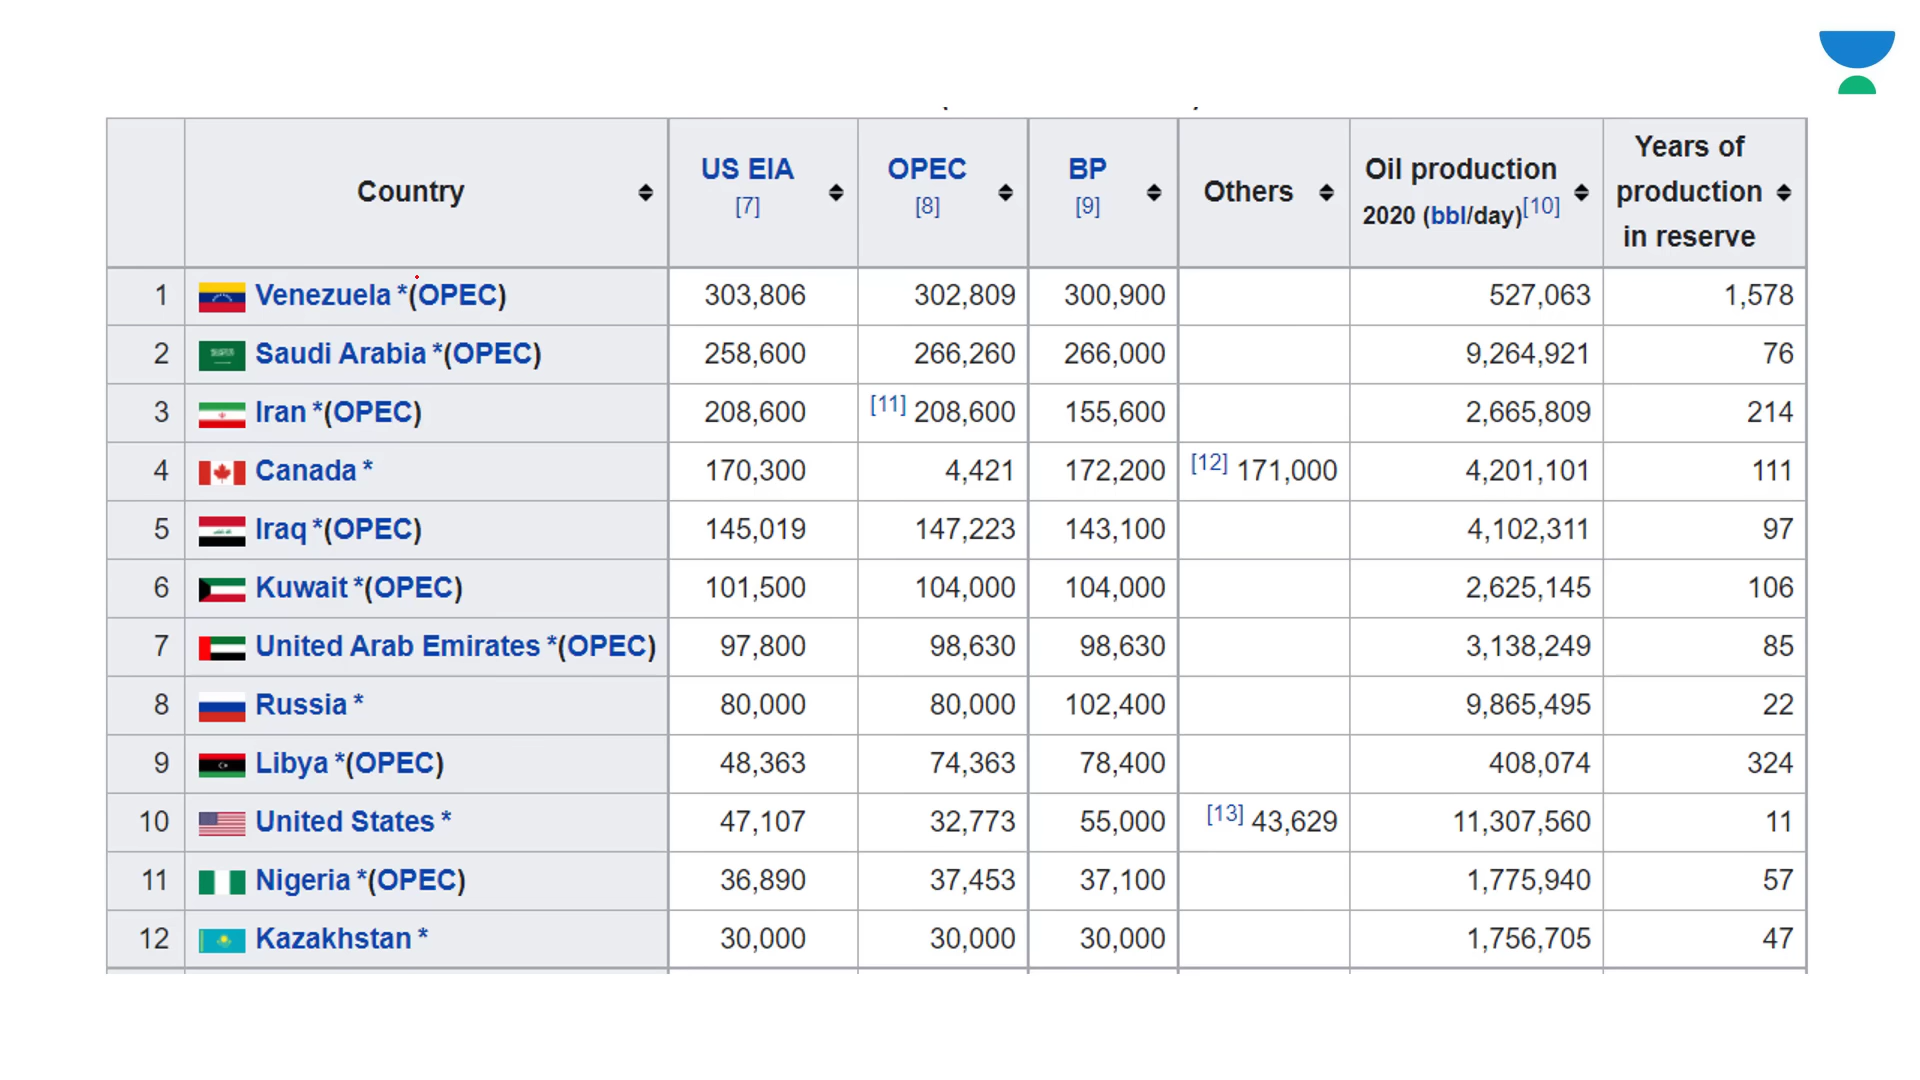 Country US EIA [7] OPEC [8] BP [9] Others Oil production 2020 (bbl/day)[10] Years of production in reserve
1 Venezuela *(OPEC) 303,806 302,809 300,900 527,063 1,578
2 Saudi Arabia *(OPEC) 258,600 266,260 266,000 9,264,921 76
3 Iran *(OPEC) 208,600 [11] 208,600 155,600 2,665,809 214
4 Canada * 170,300 4,421 172,200 [12] 171,000 4,201,101 111
5 Iraq *(OPEC) 145,019 147,223 143,100 4,102,311 97
6 Kuwait *(OPEC) 101,500 104,000 104,000 2,625,145 106
7 United Arab Emirates *(OPEC) 97,800 98,630 98,630 3,138,249 85
8 Russia * 80,000 80,000 102,400 9,865,495 22
9 Libya *(OPEC) 48,363 74,363 78,400 408,074 324
10 United States * 47,107 32,773 55,000 [13] 43,629 11,307,560 11
11 Nigeria *(OPEC) 36,890 37,453 37,100 1,775,940 57
12 Kazakhstan * 30,000 30,000 30,000 1,756,705 47